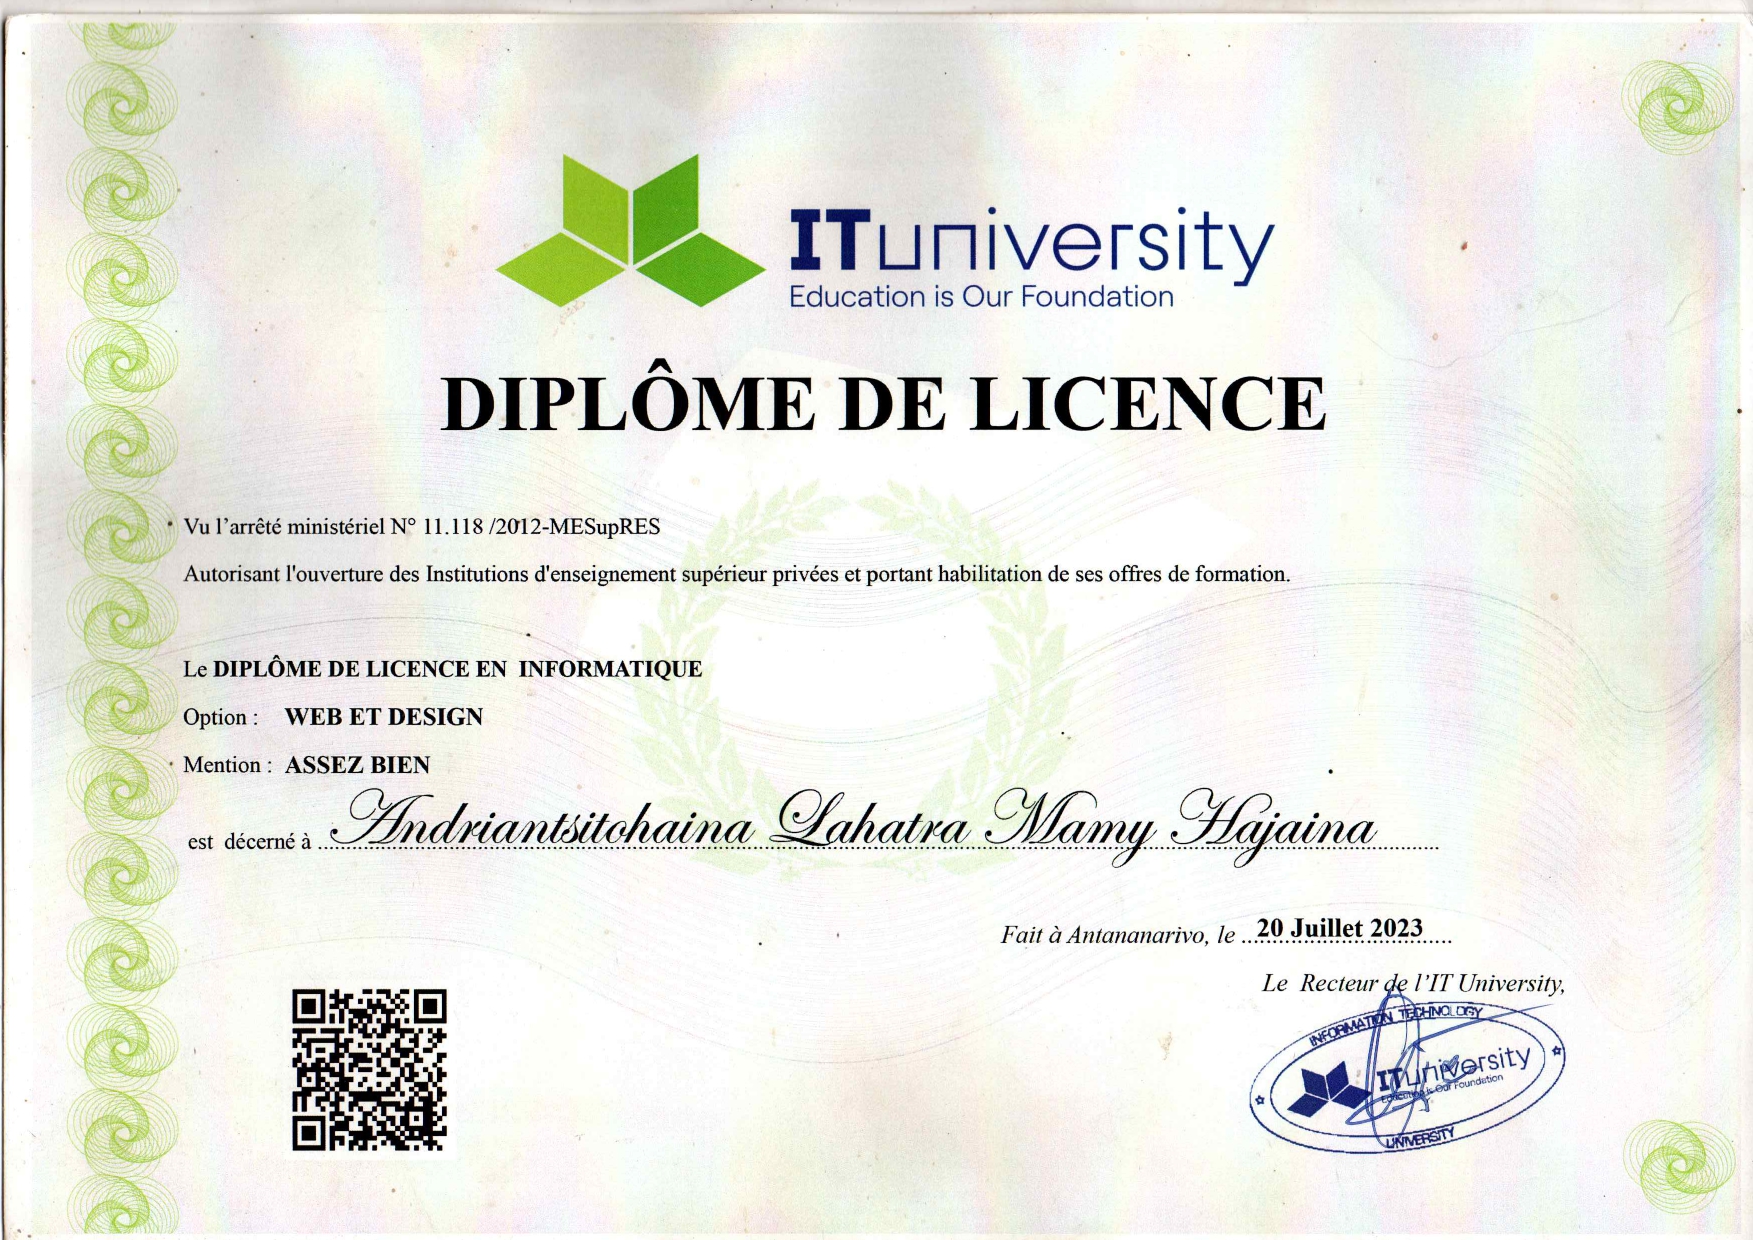 ITuniversity
Education is Our Foundation
DIPLÔME DE LICENCE
Vu l’arrêté ministériel N° 11.118 /2012-MESupRES
Autorisant l'ouverture des Institutions d'enseignement supérieur privées et portant habilitation de ses offres de formation.
Le DIPLÔME DE LICENCE EN INFORMATIQUE
Option : WEB ET DESIGN
Mention : ASSEZ BIEN
est décerné à Andriantsitohaina Lahatra Mamy Hajaina
Fait à Antananarivo, le 20 Juillet 2023
Le Recteur de l’IT University,
INFORMATION TECHNOLOGY
ITuniversity
Education is Our Foundation
UNIVERSITY